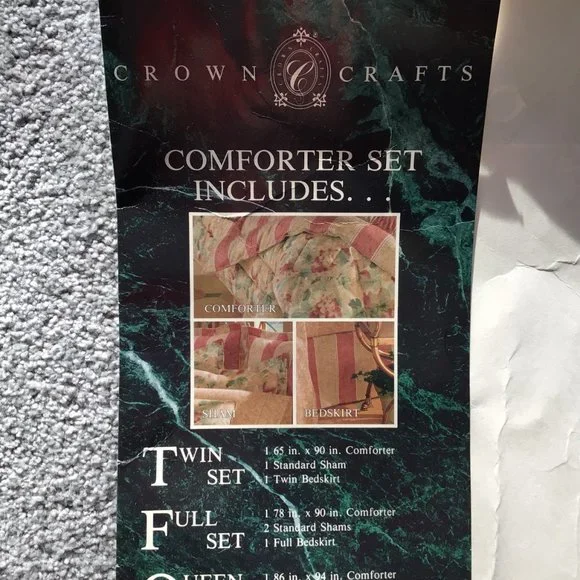 CROWN CRAFTS
COMFORTER SET
INCLUDES. . .
COMFORTER
SHAM
BEDSKIRT
TWIN
SET
1 65 in. x 90 in. Comforter
1 Standard Sham
1 Twin Bedskirt
FULL
SET
1 78 in. x 90 in. Comforter
2 Standard Shams
1 Full Bedskirt
QUEEN
1 86 in. x 94 in. Comforter